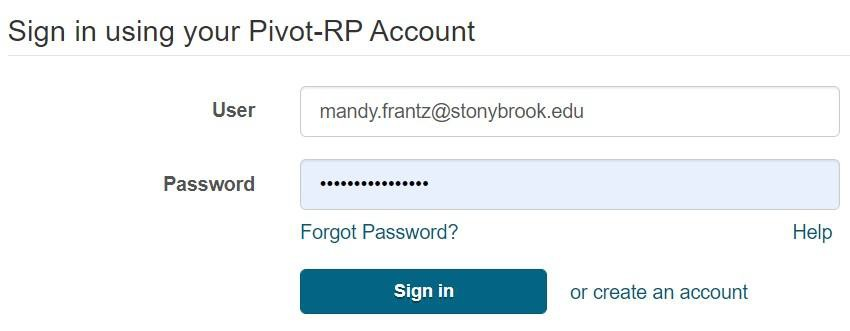 Sign in using your Pivot-RP Account
User
mandy.frantz@stonybrook.edu
Password
••••••••••••••••
Forgot Password? Help
Sign in or create an account